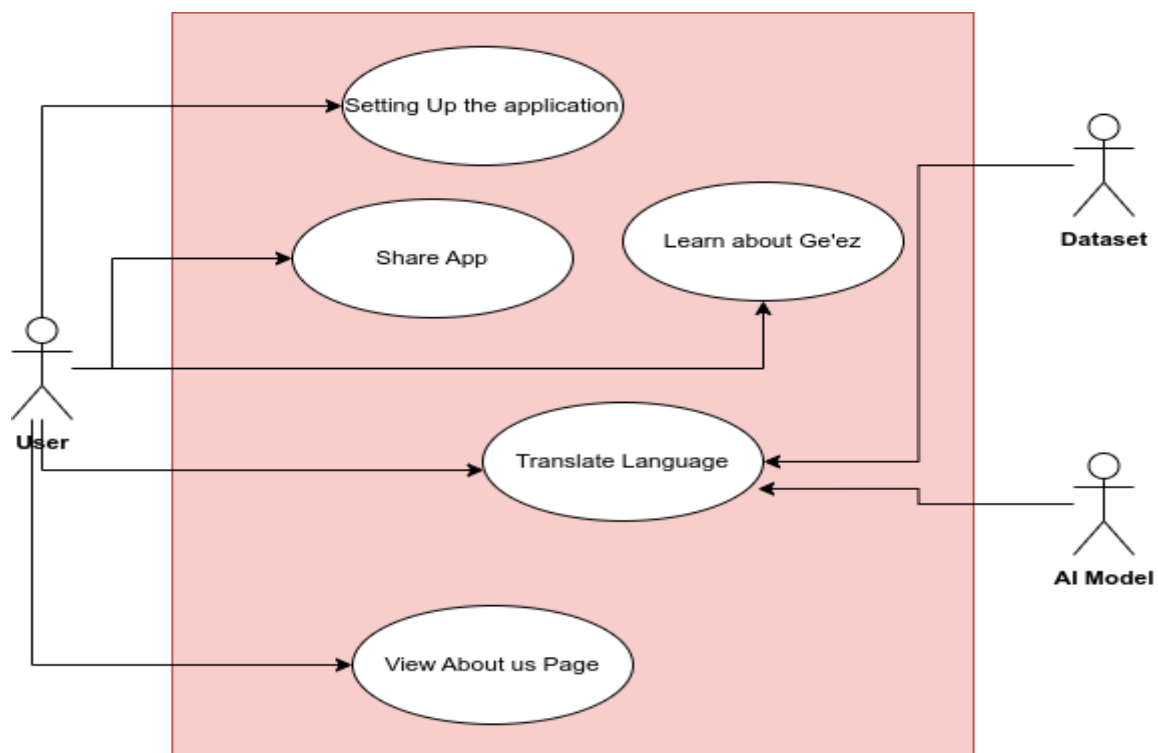 Setting Up the application
Share App
Learn about Ge'ez
Dataset
User
Translate Language
AI Model
View About us Page